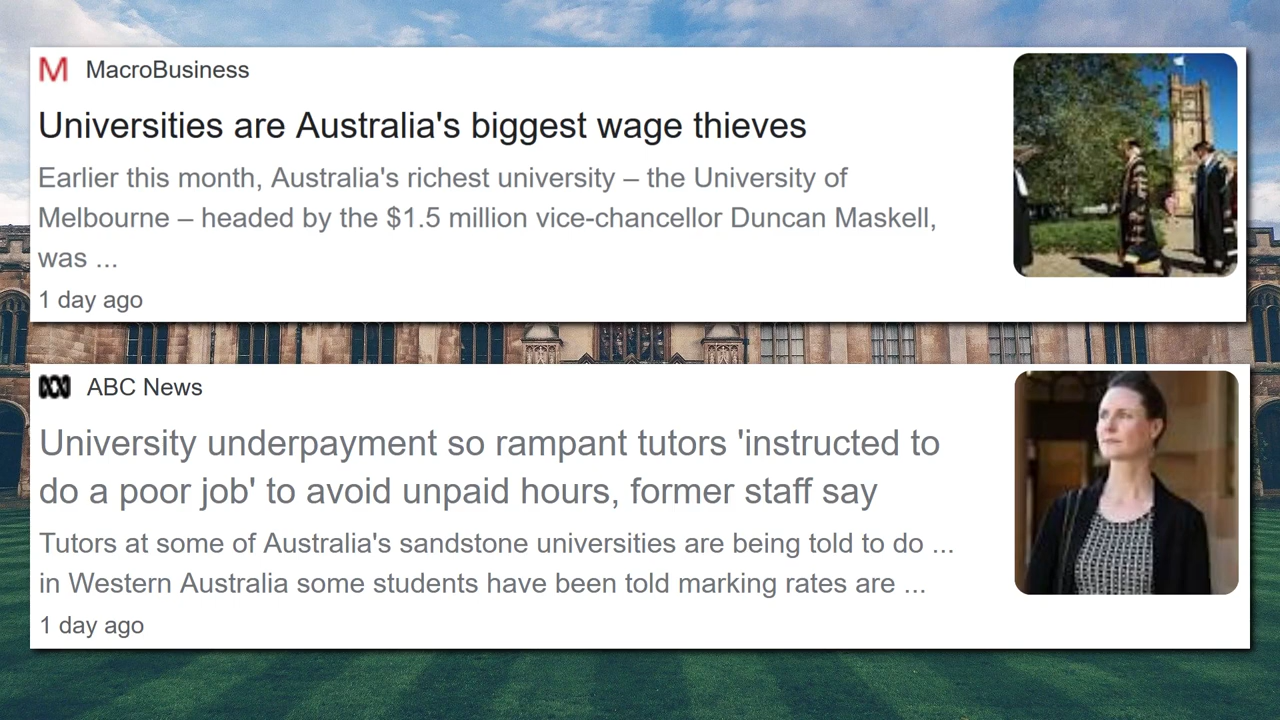 MacroBusiness
Universities are Australia's biggest wage thieves
Earlier this month, Australia's richest university – the University of
Melbourne – headed by the $1.5 million vice-chancellor Duncan Maskell,
was ...
1 day ago
ABC News
University underpayment so rampant tutors 'instructed to
do a poor job' to avoid unpaid hours, former staff say
Tutors at some of Australia's sandstone universities are being told to do ...
in Western Australia some students have been told marking rates are ...
1 day ago